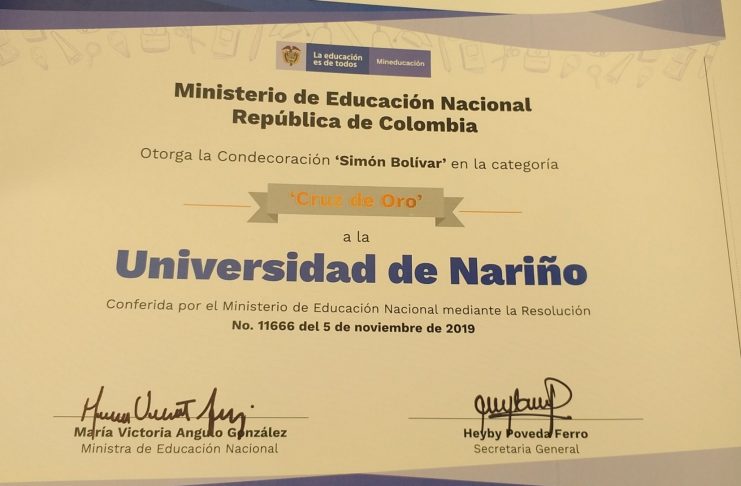 La educación
es de todos
Mineducación
Ministerio de Educación Nacional
República de Colombia
Otorga la Condecoración ‘Simón Bolívar’ en la categoría
‘Cruz de Oro’
a la
Universidad de Nariño
Conferida por el Ministerio de Educación Nacional mediante la Resolución
No. 11666 del 5 de noviembre de 2019
María Victoria Angulo González
Ministra de Educación Nacional
Heyby Poveda Ferro
Secretaria General